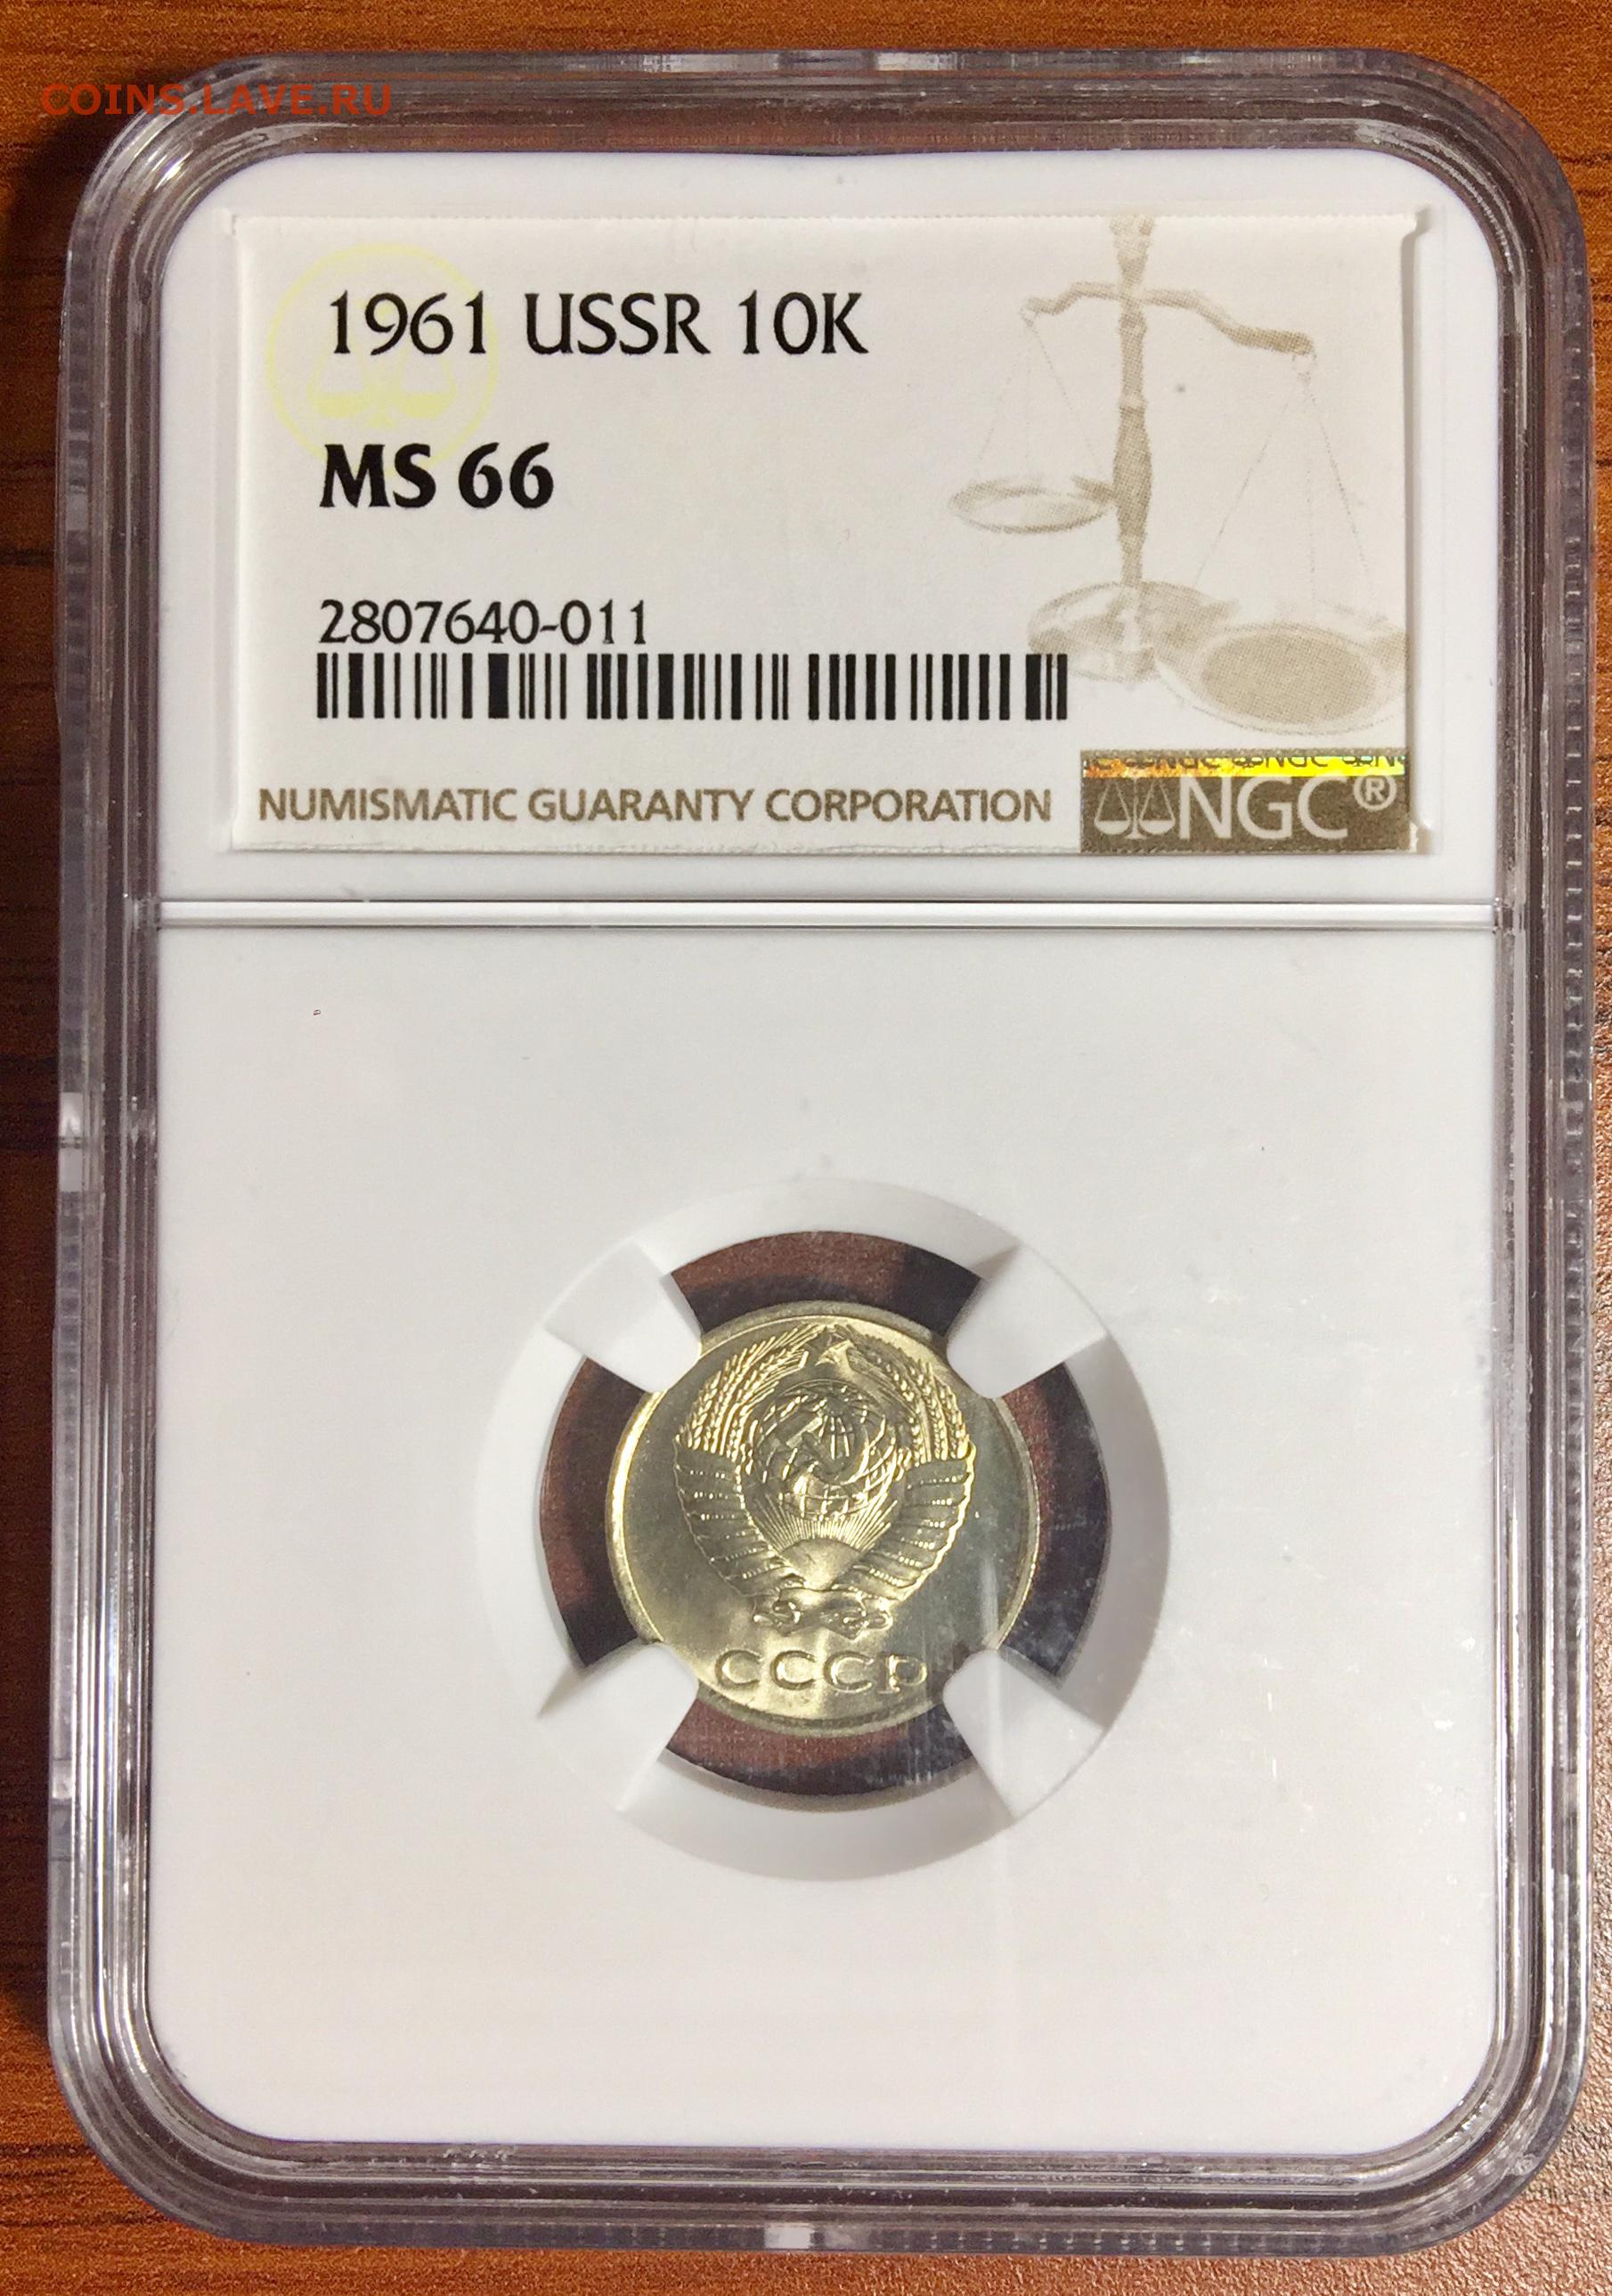 COINS.LAVE.RU
1961 USSR 10K
MS 66
2807640-011
NUMISMATIC GUARANTY CORPORATION
NGC®
СССР